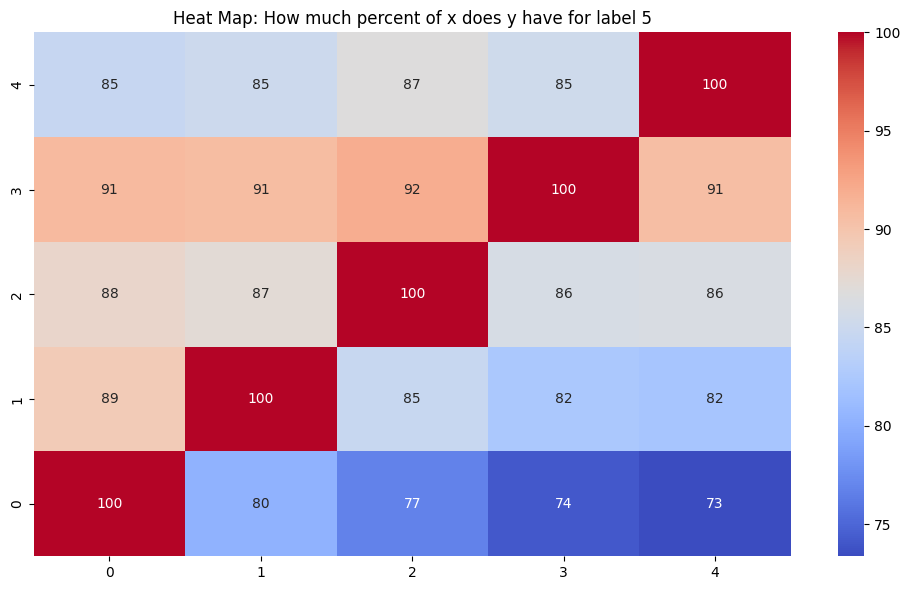 Heat Map: How much percent of x does y have for label 5
4 85 85 87 85 100
3 91 91 92 100 91
2 88 87 100 86 86
1 89 100 85 82 82
0 100 80 77 74 73
0 1 2 3 4
100
95
90
85
80
75